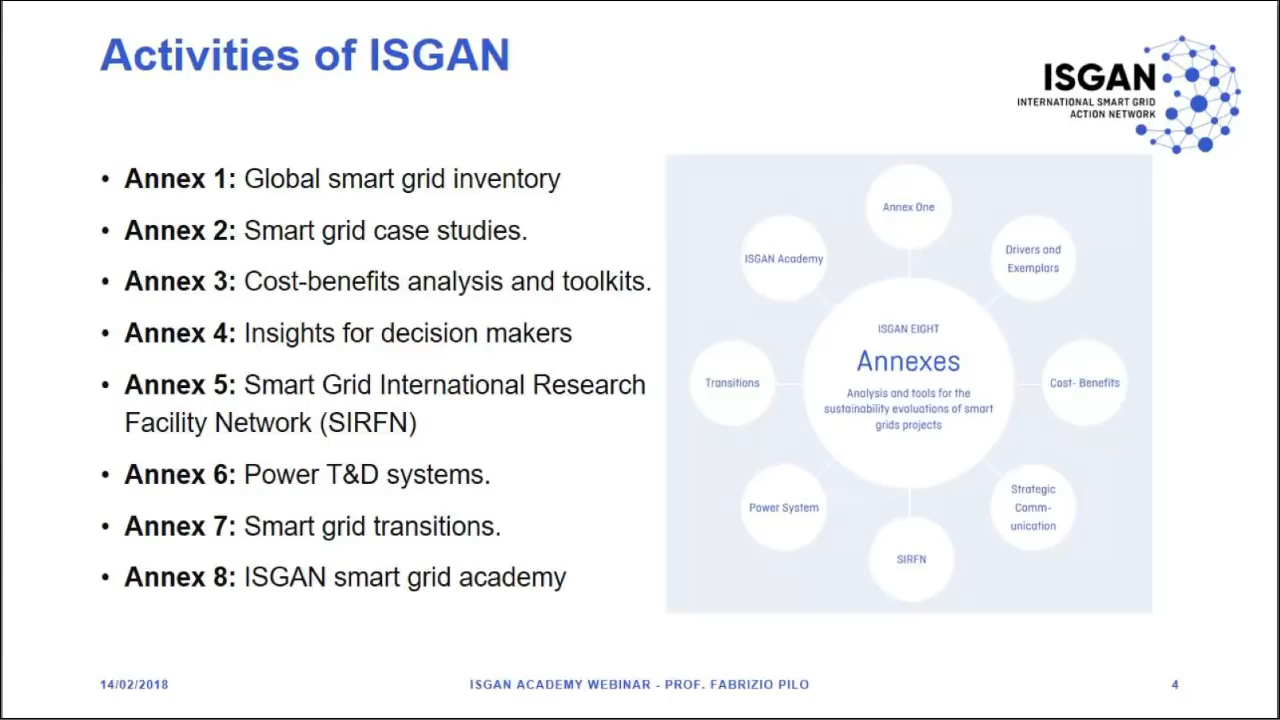 Activities of ISGAN
ISGAN
INTERNATIONAL SMART GRID
ACTION NETWORK
• Annex 1: Global smart grid inventory
• Annex 2: Smart grid case studies.
• Annex 3: Cost-benefits analysis and toolkits.
• Annex 4: Insights for decision makers
• Annex 5: Smart Grid International Research
Facility Network (SIRFN)
• Annex 6: Power T&D systems.
• Annex 7: Smart grid transitions.
• Annex 8: ISGAN smart grid academy
Annex One
Drivers and
Exemplars
Cost- Benefits
Strategic
Comm-
unication
SIRFN
Power System
Transitions
ISGAN Academy
ISGAN EIGHT
Annexes
Analysis and tools for the
sustainability evaluations of smart
grids projects
14/02/2018
ISGAN ACADEMY WEBINAR - PROF. FABRIZIO PILO
4